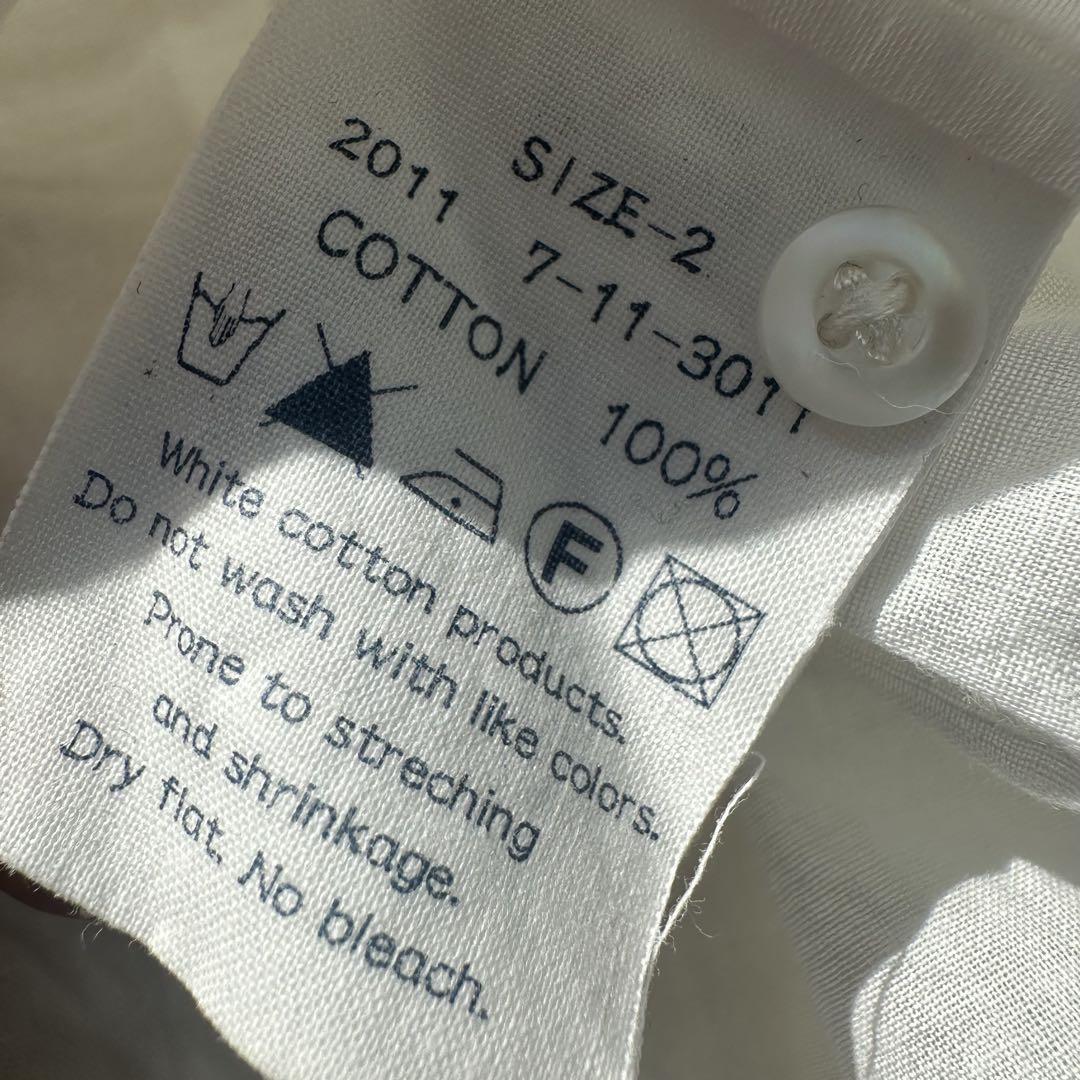 SIZE-2
2011 7-11-3011
COTTON 100%
F
White cotton products.
Do not wash with like colors.
Prone to streching
and shrinkage.
Dry flat. No bleach.